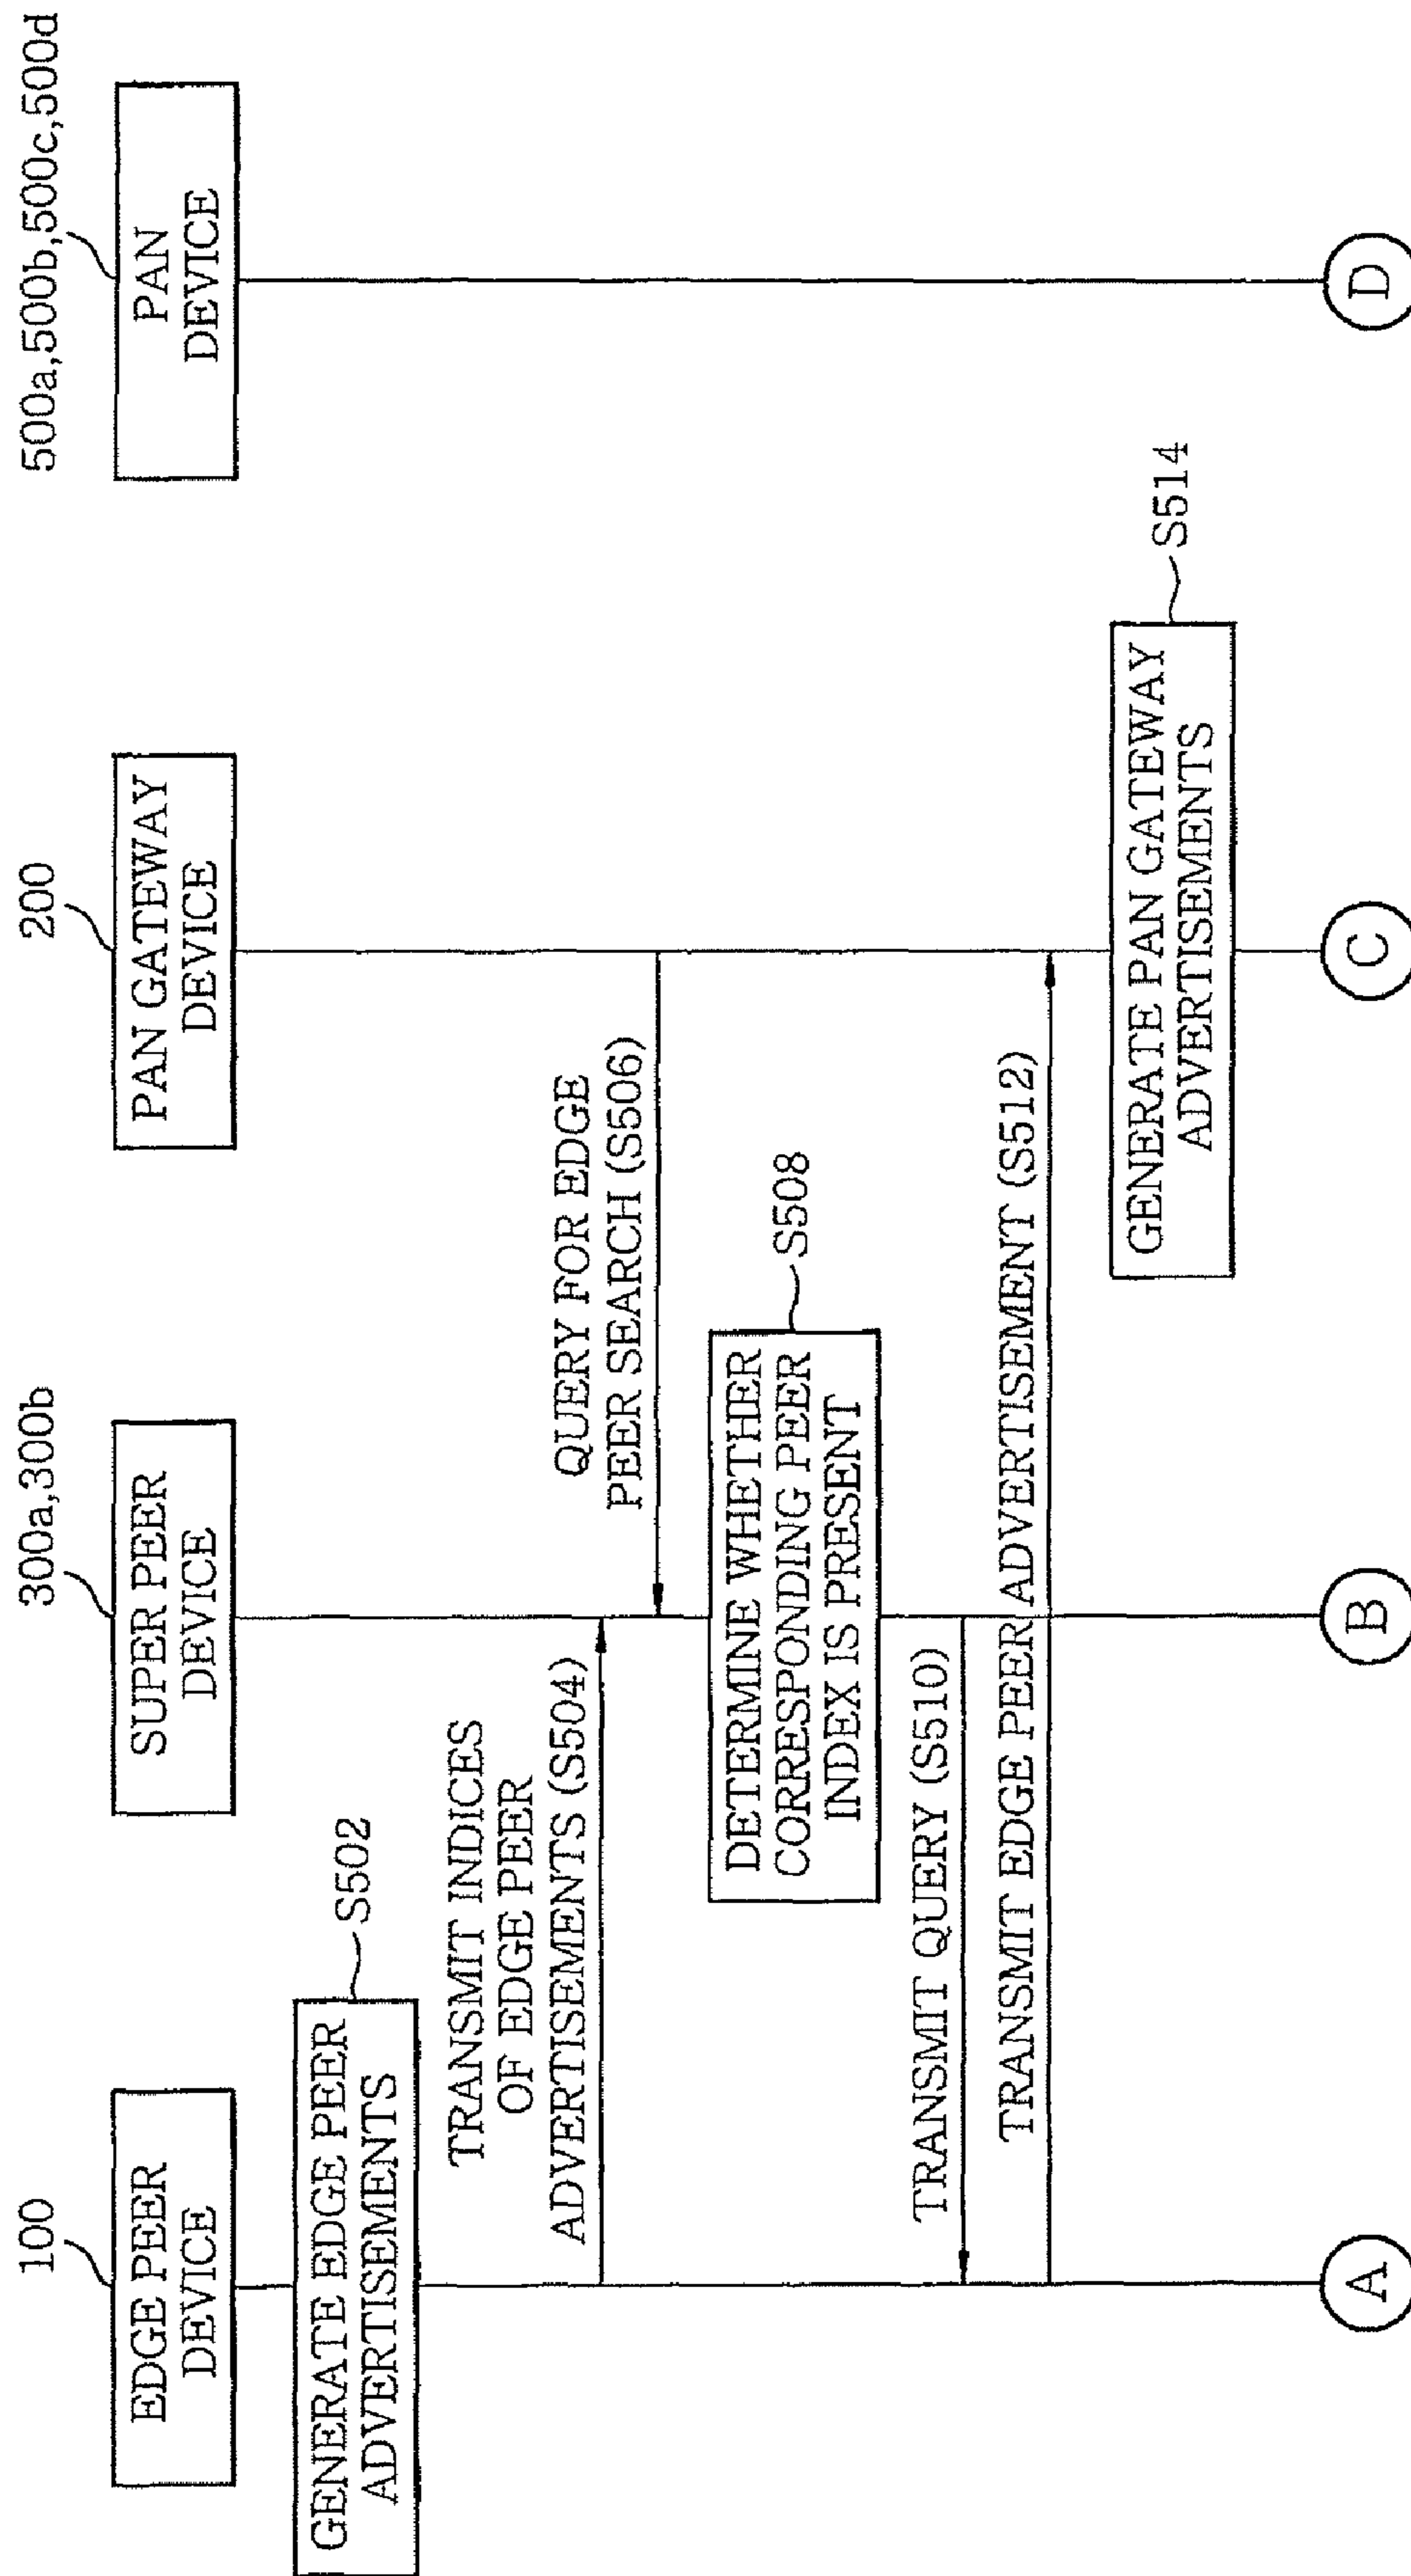 100
300a,300b
200
500a,500b,500c,500d
EDGE PEER
DEVICE
SUPER PEER
DEVICE
PAN GATEWAY
DEVICE
PAN
DEVICE
GENERATE EDGE PEER
ADVERTISEMENTS
S502
TRANSMIT INDICES
OF EDGE PEER
ADVERTISEMENTS (S504)
QUERY FOR EDGE
PEER SEARCH (S506)
DETERMINE WHETHER
CORRESPONDING PEER
INDEX IS PRESENT
S508
TRANSMIT QUERY (S510)
TRANSMIT EDGE PEER ADVERTISEMENT (S512)
GENERATE PAN GATEWAY
ADVERTISEMENTS
S514
A
B
C
D